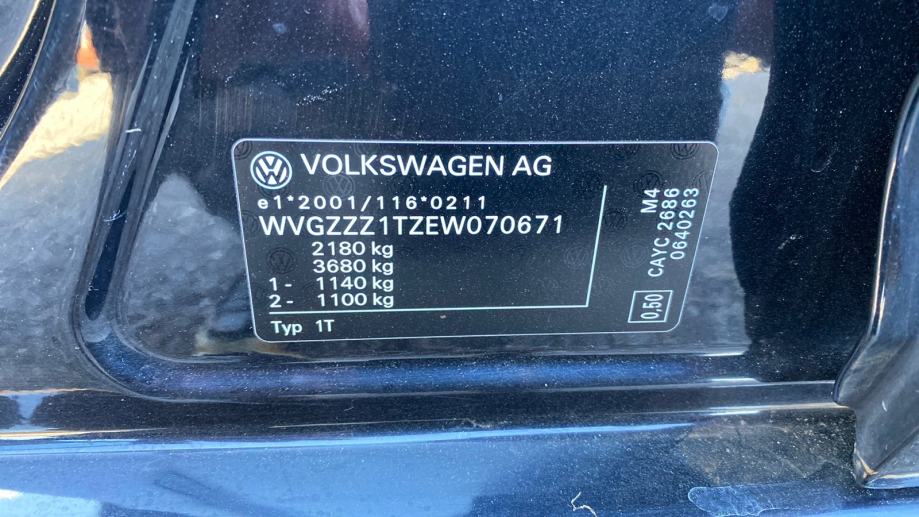 VOLKSWAGEN AG
e1*2001/116*0211
WVGZZZ1TZEW070671
2180 kg
3680 kg
1- 1140 kg
2- 1100 kg
Typ 1T
M4
CAYC 2686
0640263
0.50